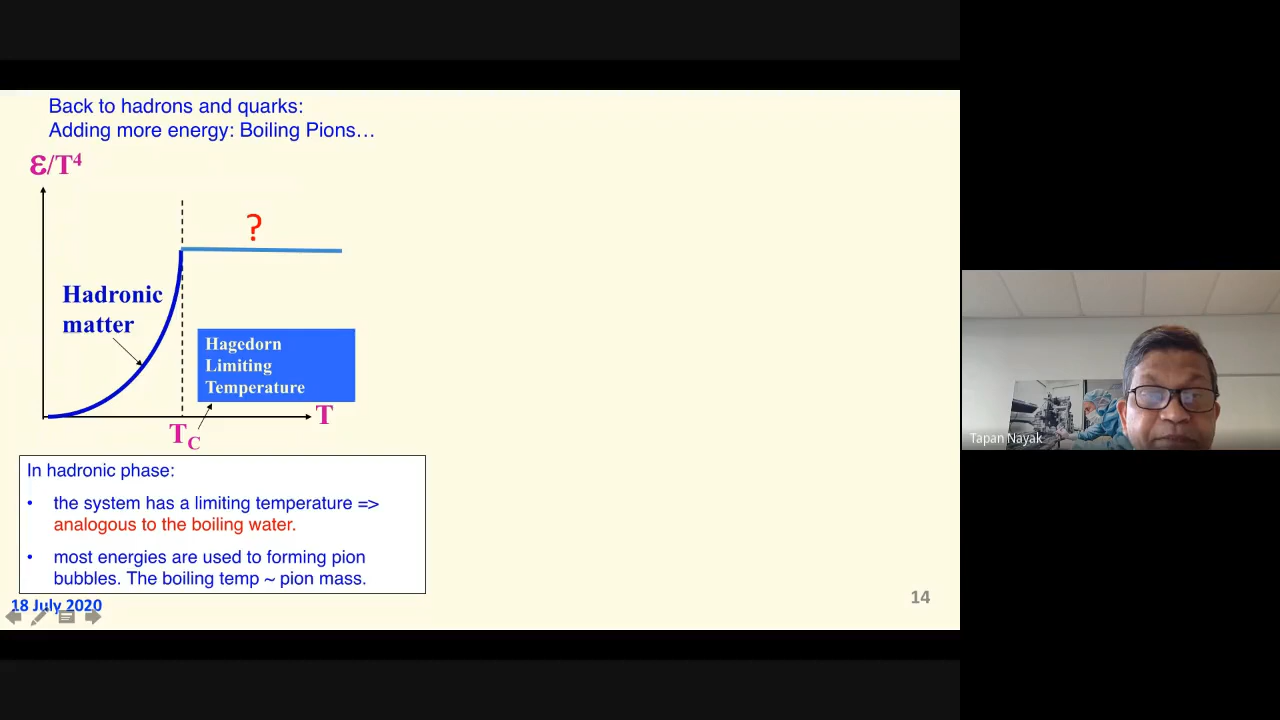 Back to hadrons and quarks:
Adding more energy: Boiling Pions…
ε/T⁴
?
Hadronic
matter
Hagedorn
Limiting
Temperature
T
T_C
In hadronic phase:
• the system has a limiting temperature =>
analogous to the boiling water.
• most energies are used to forming pion
bubbles. The boiling temp ~ pion mass.
18 July 2020
14
Tapan Nayak